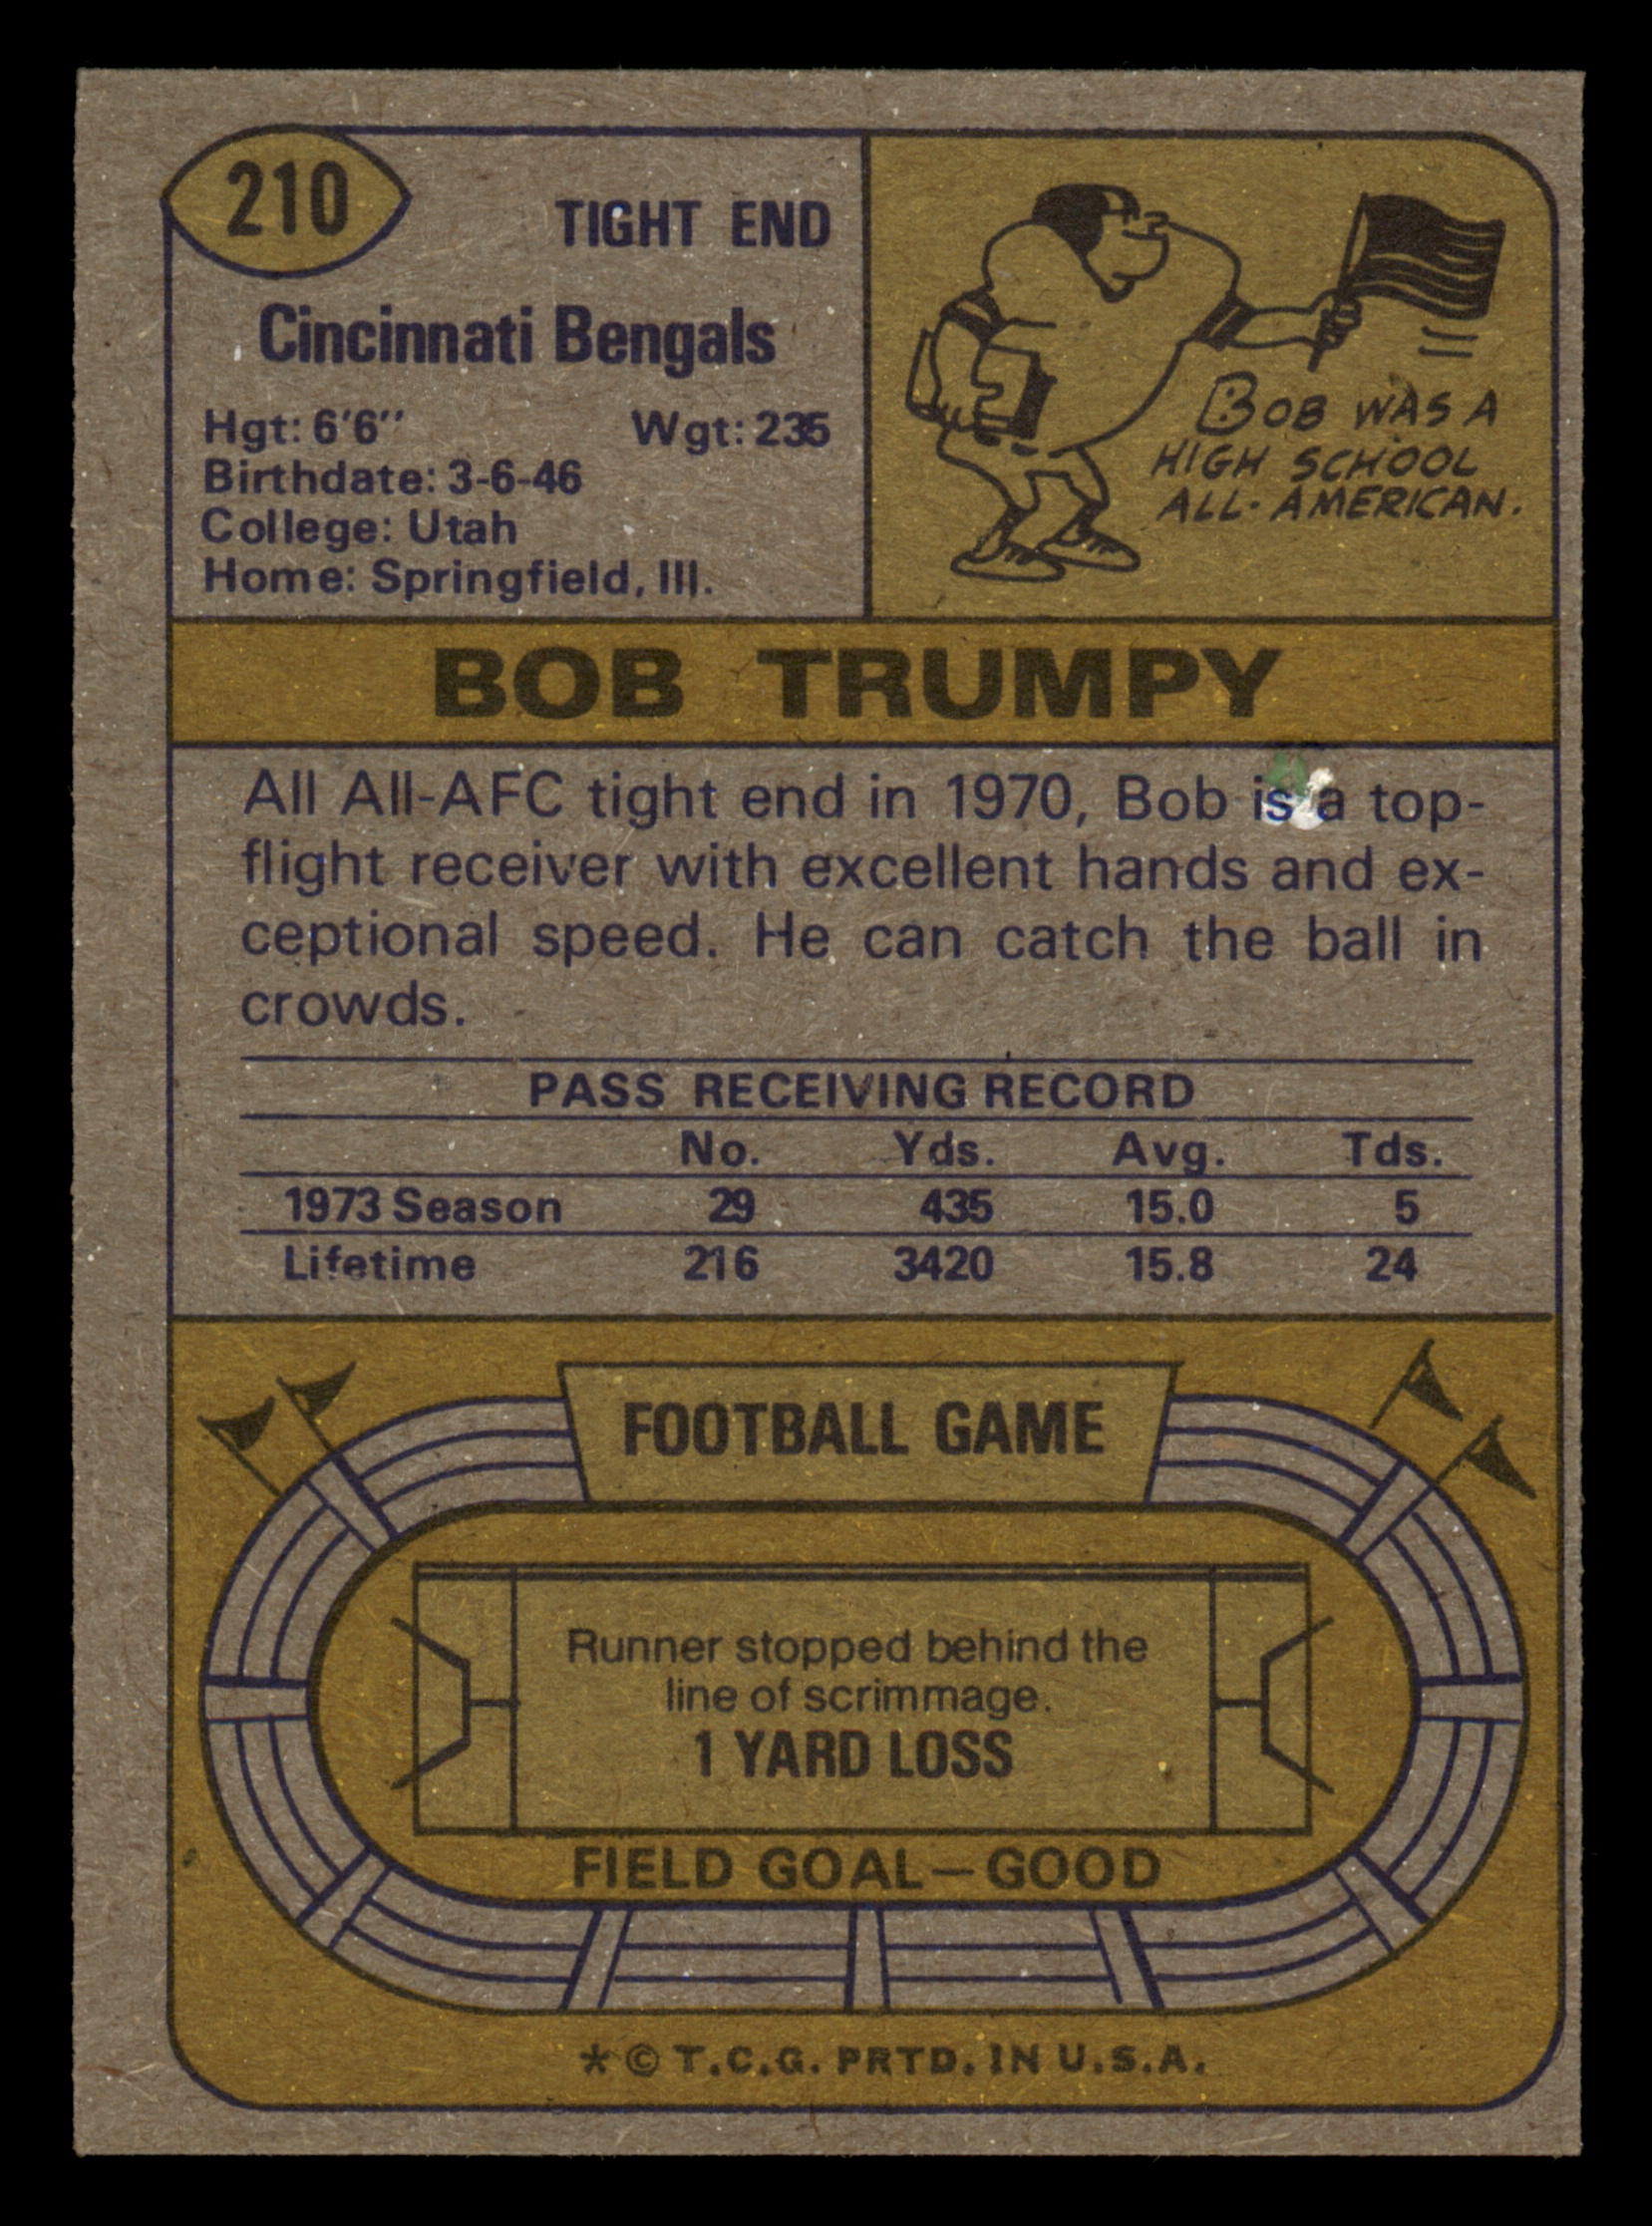 210
TIGHT END
Cincinnati Bengals
Hgt: 6'6" Wgt: 235
Birthdate: 3-6-46
College: Utah
Home: Springfield, Ill.
BOB WAS A
HIGH SCHOOL
ALL-AMERICAN.
BOB TRUMPY
All All-AFC tight end in 1970, Bob is a top-
flight receiver with excellent hands and ex-
ceptional speed. He can catch the ball in
crowds.
PASS RECEIVING RECORD
No. Yds. Avg. Tds.
1973 Season 29 435 15.0 5
Lifetime 216 3420 15.8 24
FOOTBALL GAME
Runner stopped behind the
line of scrimmage.
1 YARD LOSS
FIELD GOAL—GOOD
* © T.C.G. PRTD. IN U.S.A.